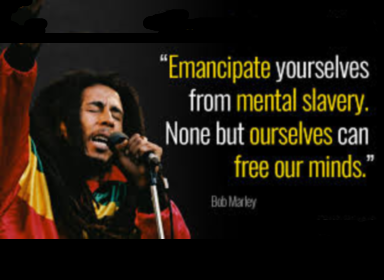 “Emancipate yourselves
from mental slavery.
None but ourselves can
free our minds.”
Bob Marley